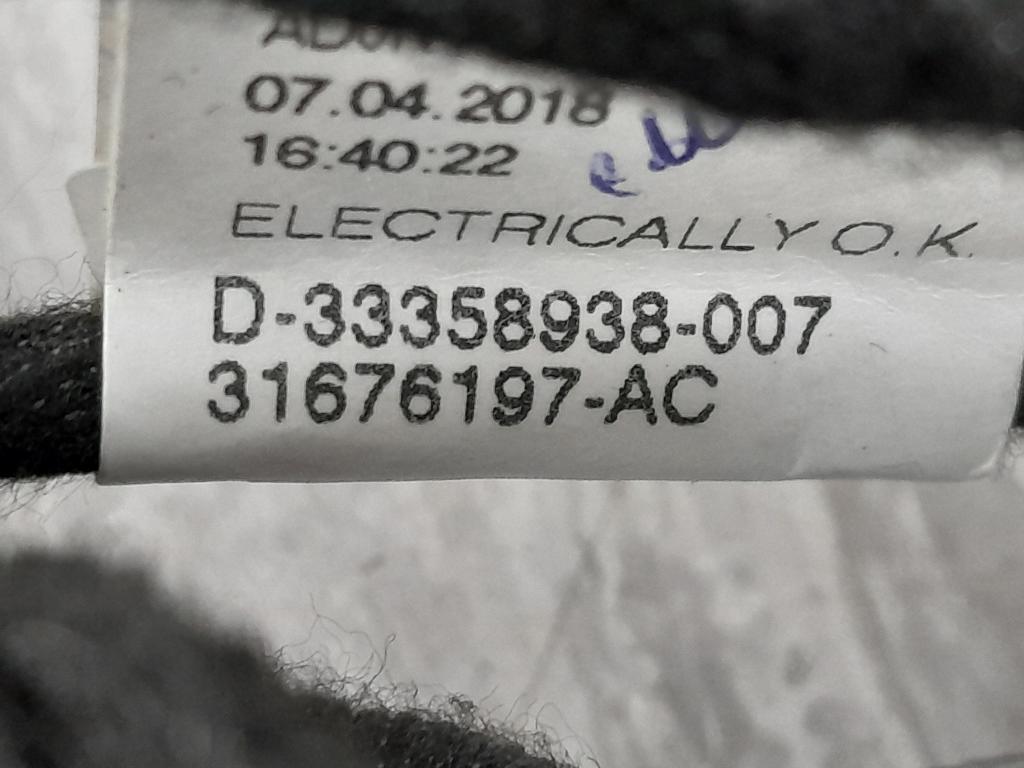 07.04.2018
16:40:22
ELECTRICALLY O.K.
D-33358938-007
31676197-AC